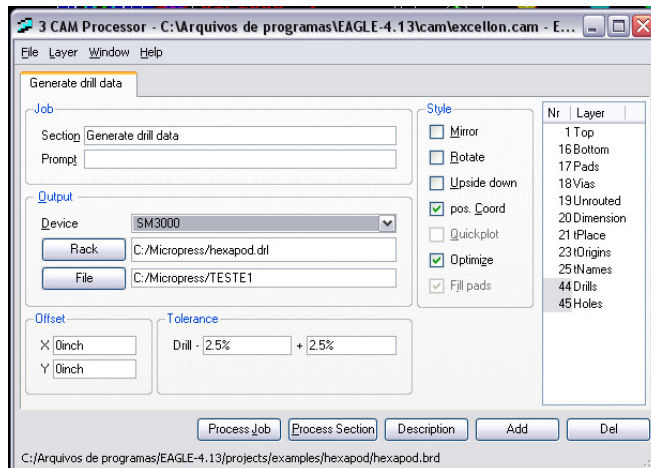 3 CAM Processor - C:\Arquivos de programas\EAGLE-4.13\cam\excellon.cam - E...
File Layer Window Help
Generate drill data
Job
Section Generate drill data
Prompt
Output
Device SM3000
Rack C:/Micropress/hexapod.drl
File C:/Micropress/TESTE1
Offset
X 0inch
Y 0inch
Tolerance
Drill - 2.5% + 2.5%
Style
Mirror
Rotate
Upside down
pos. Coord
Quickplot
Optimize
Fill pads
Nr Layer
1 Top
16 Bottom
17 Pads
18 Vias
19 Unrouted
20 Dimension
21 tPlace
23 tOrigins
25 tNames
44 Drills
45 Holes
Process Job Process Section Description Add Del
C:/Arquivos de programas/EAGLE-4.13/projects/examples/hexapod/hexapod.brd